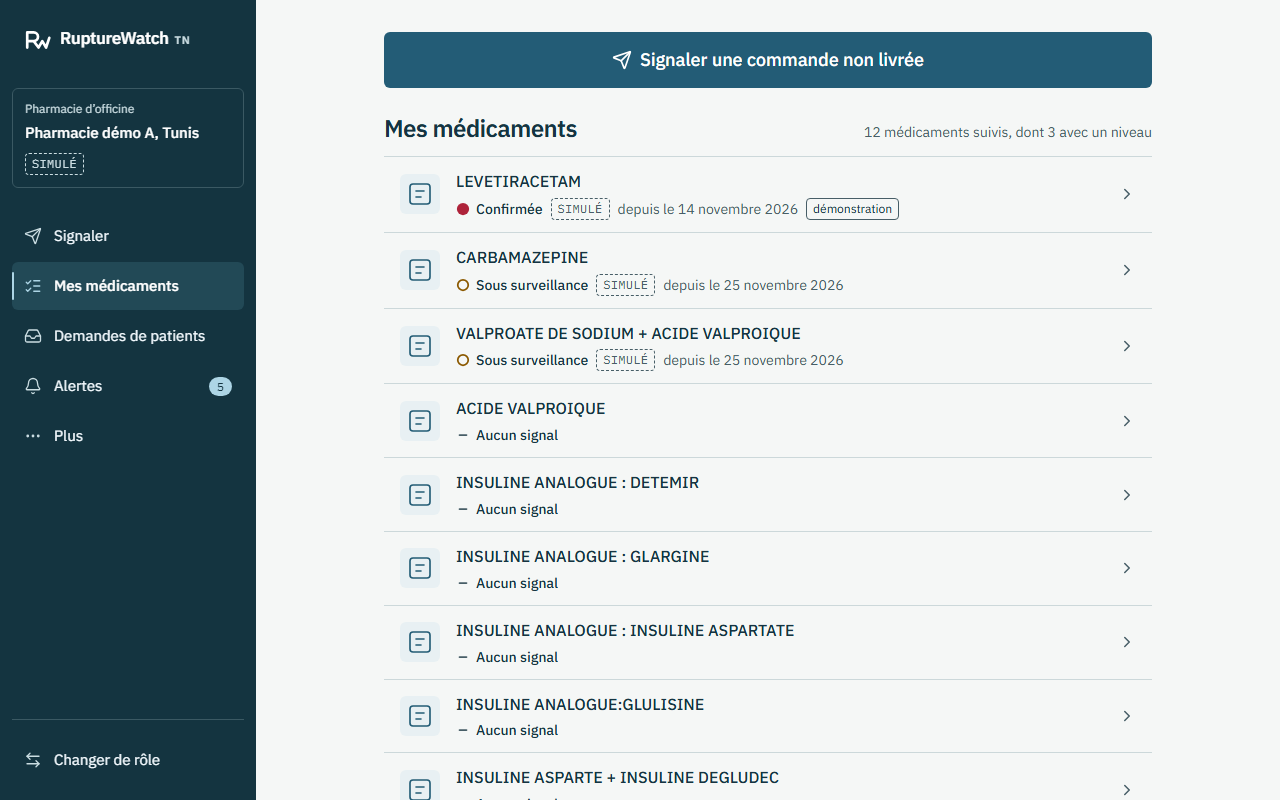 RuptureWatch TN
Pharmacie d'officine
Pharmacie démo A, Tunis
SIMULÉ
Signaler
Mes médicaments
Demandes de patients
Alertes 5
Plus
Changer de rôle
Signaler une commande non livrée
Mes médicaments
12 médicaments suivis, dont 3 avec un niveau
LEVETIRACETAM
Confirmée SIMULÉ depuis le 14 novembre 2026 démonstration
CARBAMAZEPINE
Sous surveillance SIMULÉ depuis le 25 novembre 2026
VALPROATE DE SODIUM + ACIDE VALPROIQUE
Sous surveillance SIMULÉ depuis le 25 novembre 2026
ACIDE VALPROIQUE
– Aucun signal
INSULINE ANALOGUE : DETEMIR
– Aucun signal
INSULINE ANALOGUE : GLARGINE
– Aucun signal
INSULINE ANALOGUE : INSULINE ASPARTATE
– Aucun signal
INSULINE ANALOGUE:GLULISINE
– Aucun signal
INSULINE ASPARTE + INSULINE DEGLUDEC